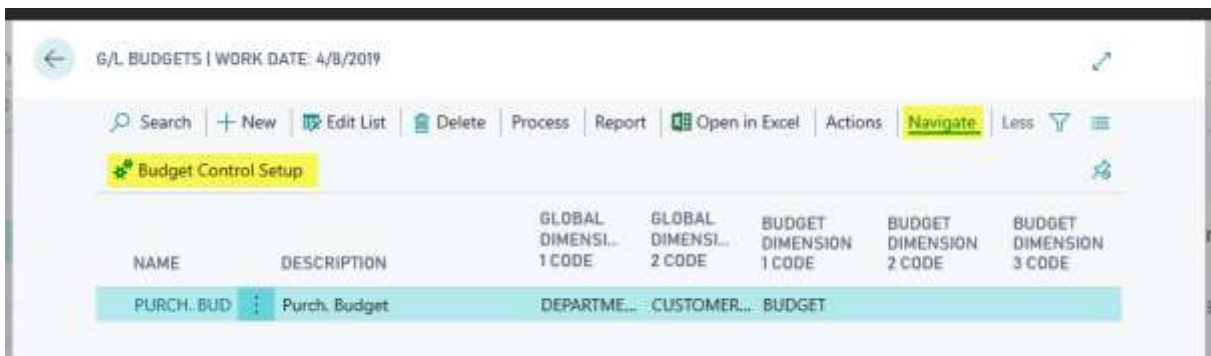 G/L BUDGETS | WORK DATE: 4/8/2019
Search + New Edit List Delete Process Report Open in Excel Actions Navigate Less
Budget Control Setup
NAME DESCRIPTION GLOBAL DIMENSI... 1 CODE GLOBAL DIMENSI... 2 CODE BUDGET DIMENSION 1 CODE BUDGET DIMENSION 2 CODE BUDGET DIMENSION 3 CODE
PURCH. BUD Purch. Budget DEPARTME... CUSTOMER... BUDGET